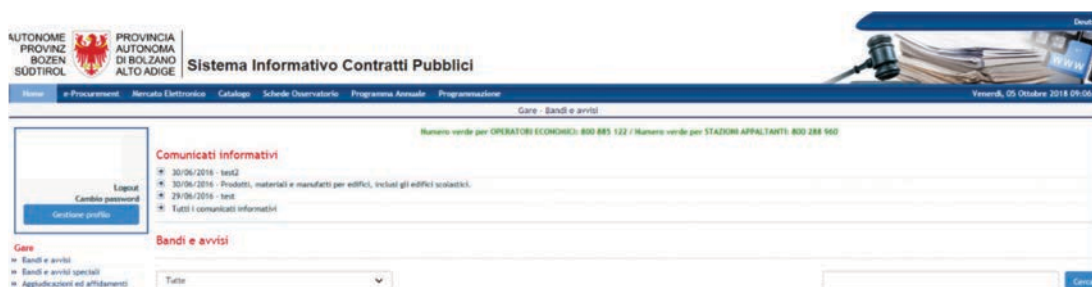 AUTONOME PROVINZ BOZEN SÜDTIROL
PROVINCIA AUTONOMA DI BOLZANO ALTO ADIGE
Sistema Informativo Contratti Pubblici
Deut
WWW
Home e-Procurement Mercato Elettronico Catalogo Schede Osservatorio Programma Annuale Programmazione
Venerdì, 05 Ottobre 2018 09:06
Gare - Bandi e avvisi
Numero verde per OPERATORI ECONOMICI: 800 885 122 / Numero verde per STAZIONI APPALTANTI: 800 288 960
Logout
Cambio password
Gestione profilo
Comunicati informativi
30/06/2016 - test2
30/06/2016 - Prodotti, materiali e manufatti per edifici, inclusi gli edifici scolastici.
29/06/2016 - test
Tutti i comunicati informativi
Gare
» Bandi e avvisi
» Bandi e avvisi speciali
» Aggiudicazioni ed affidamenti
Bandi e avvisi
Tutte
Cerca